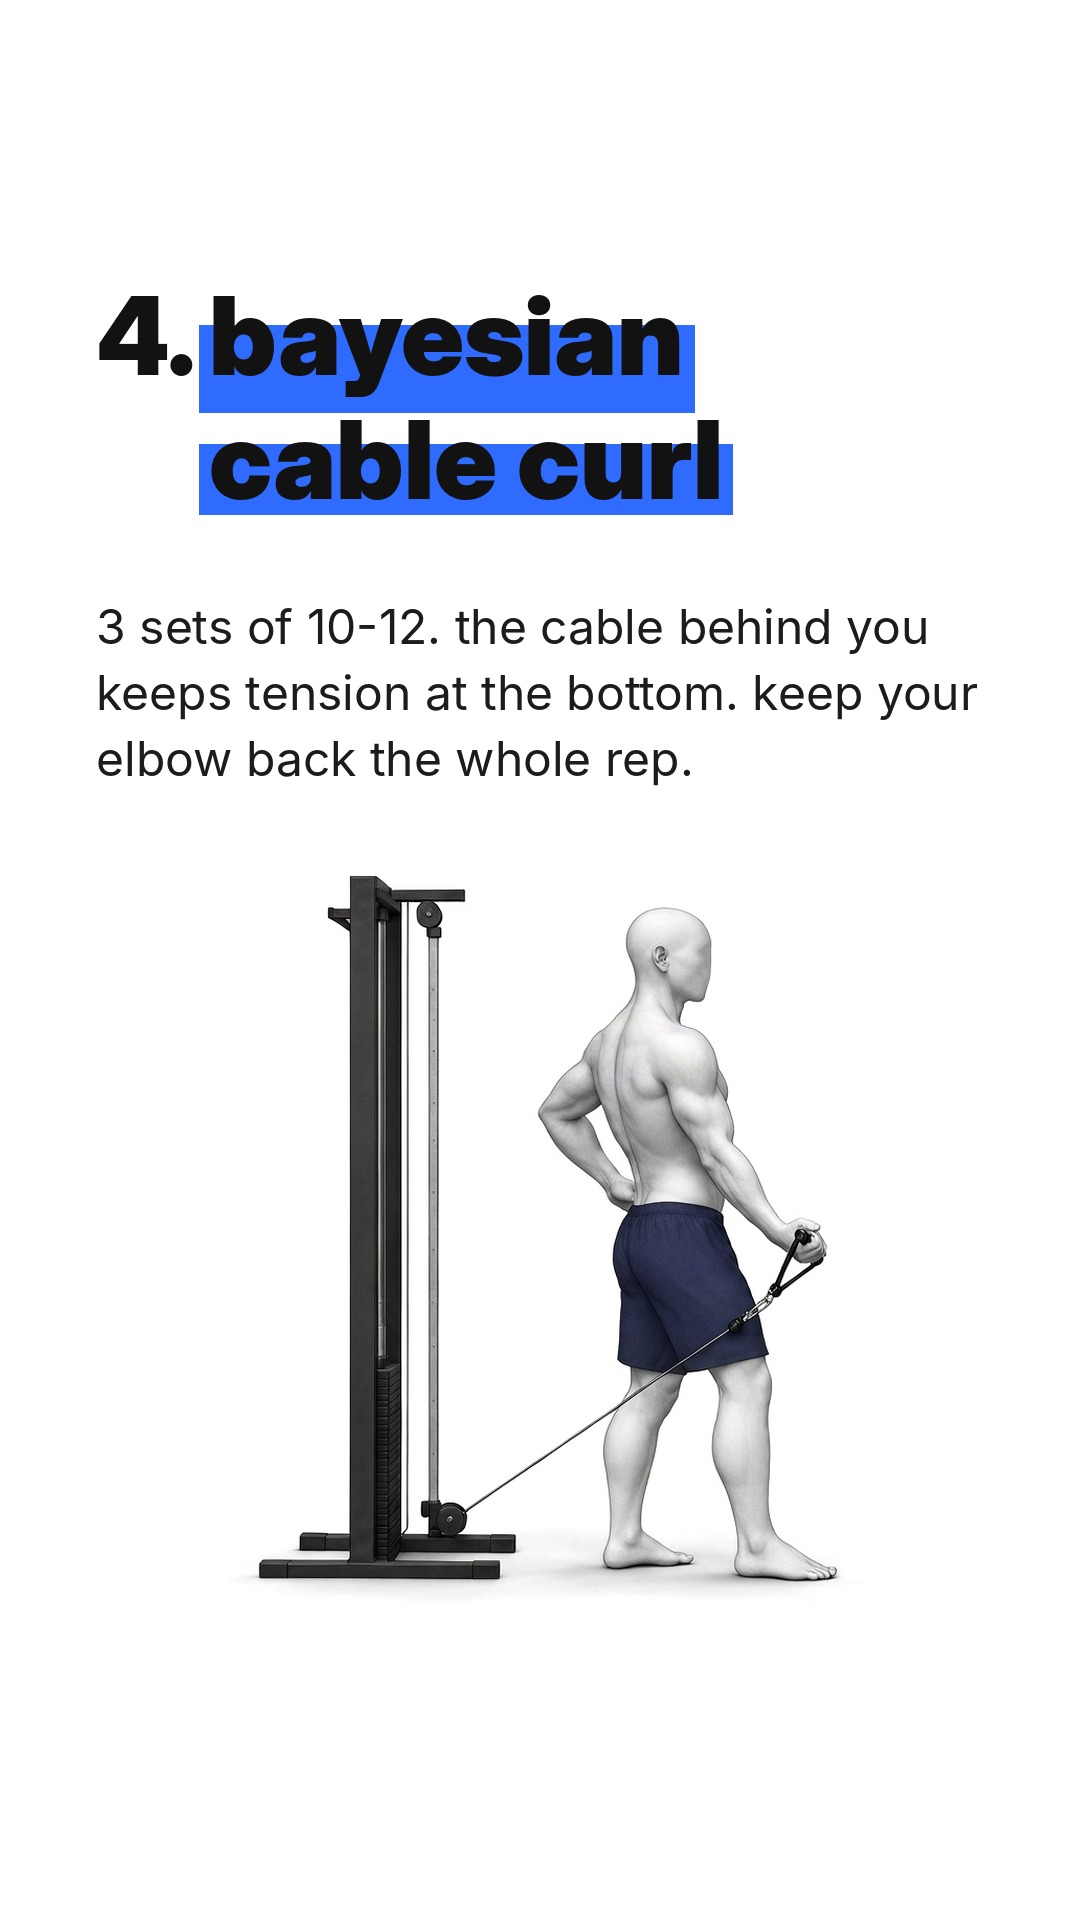 4. bayesian
cable curl
3 sets of 10-12. the cable behind you
keeps tension at the bottom. keep your
elbow back the whole rep.